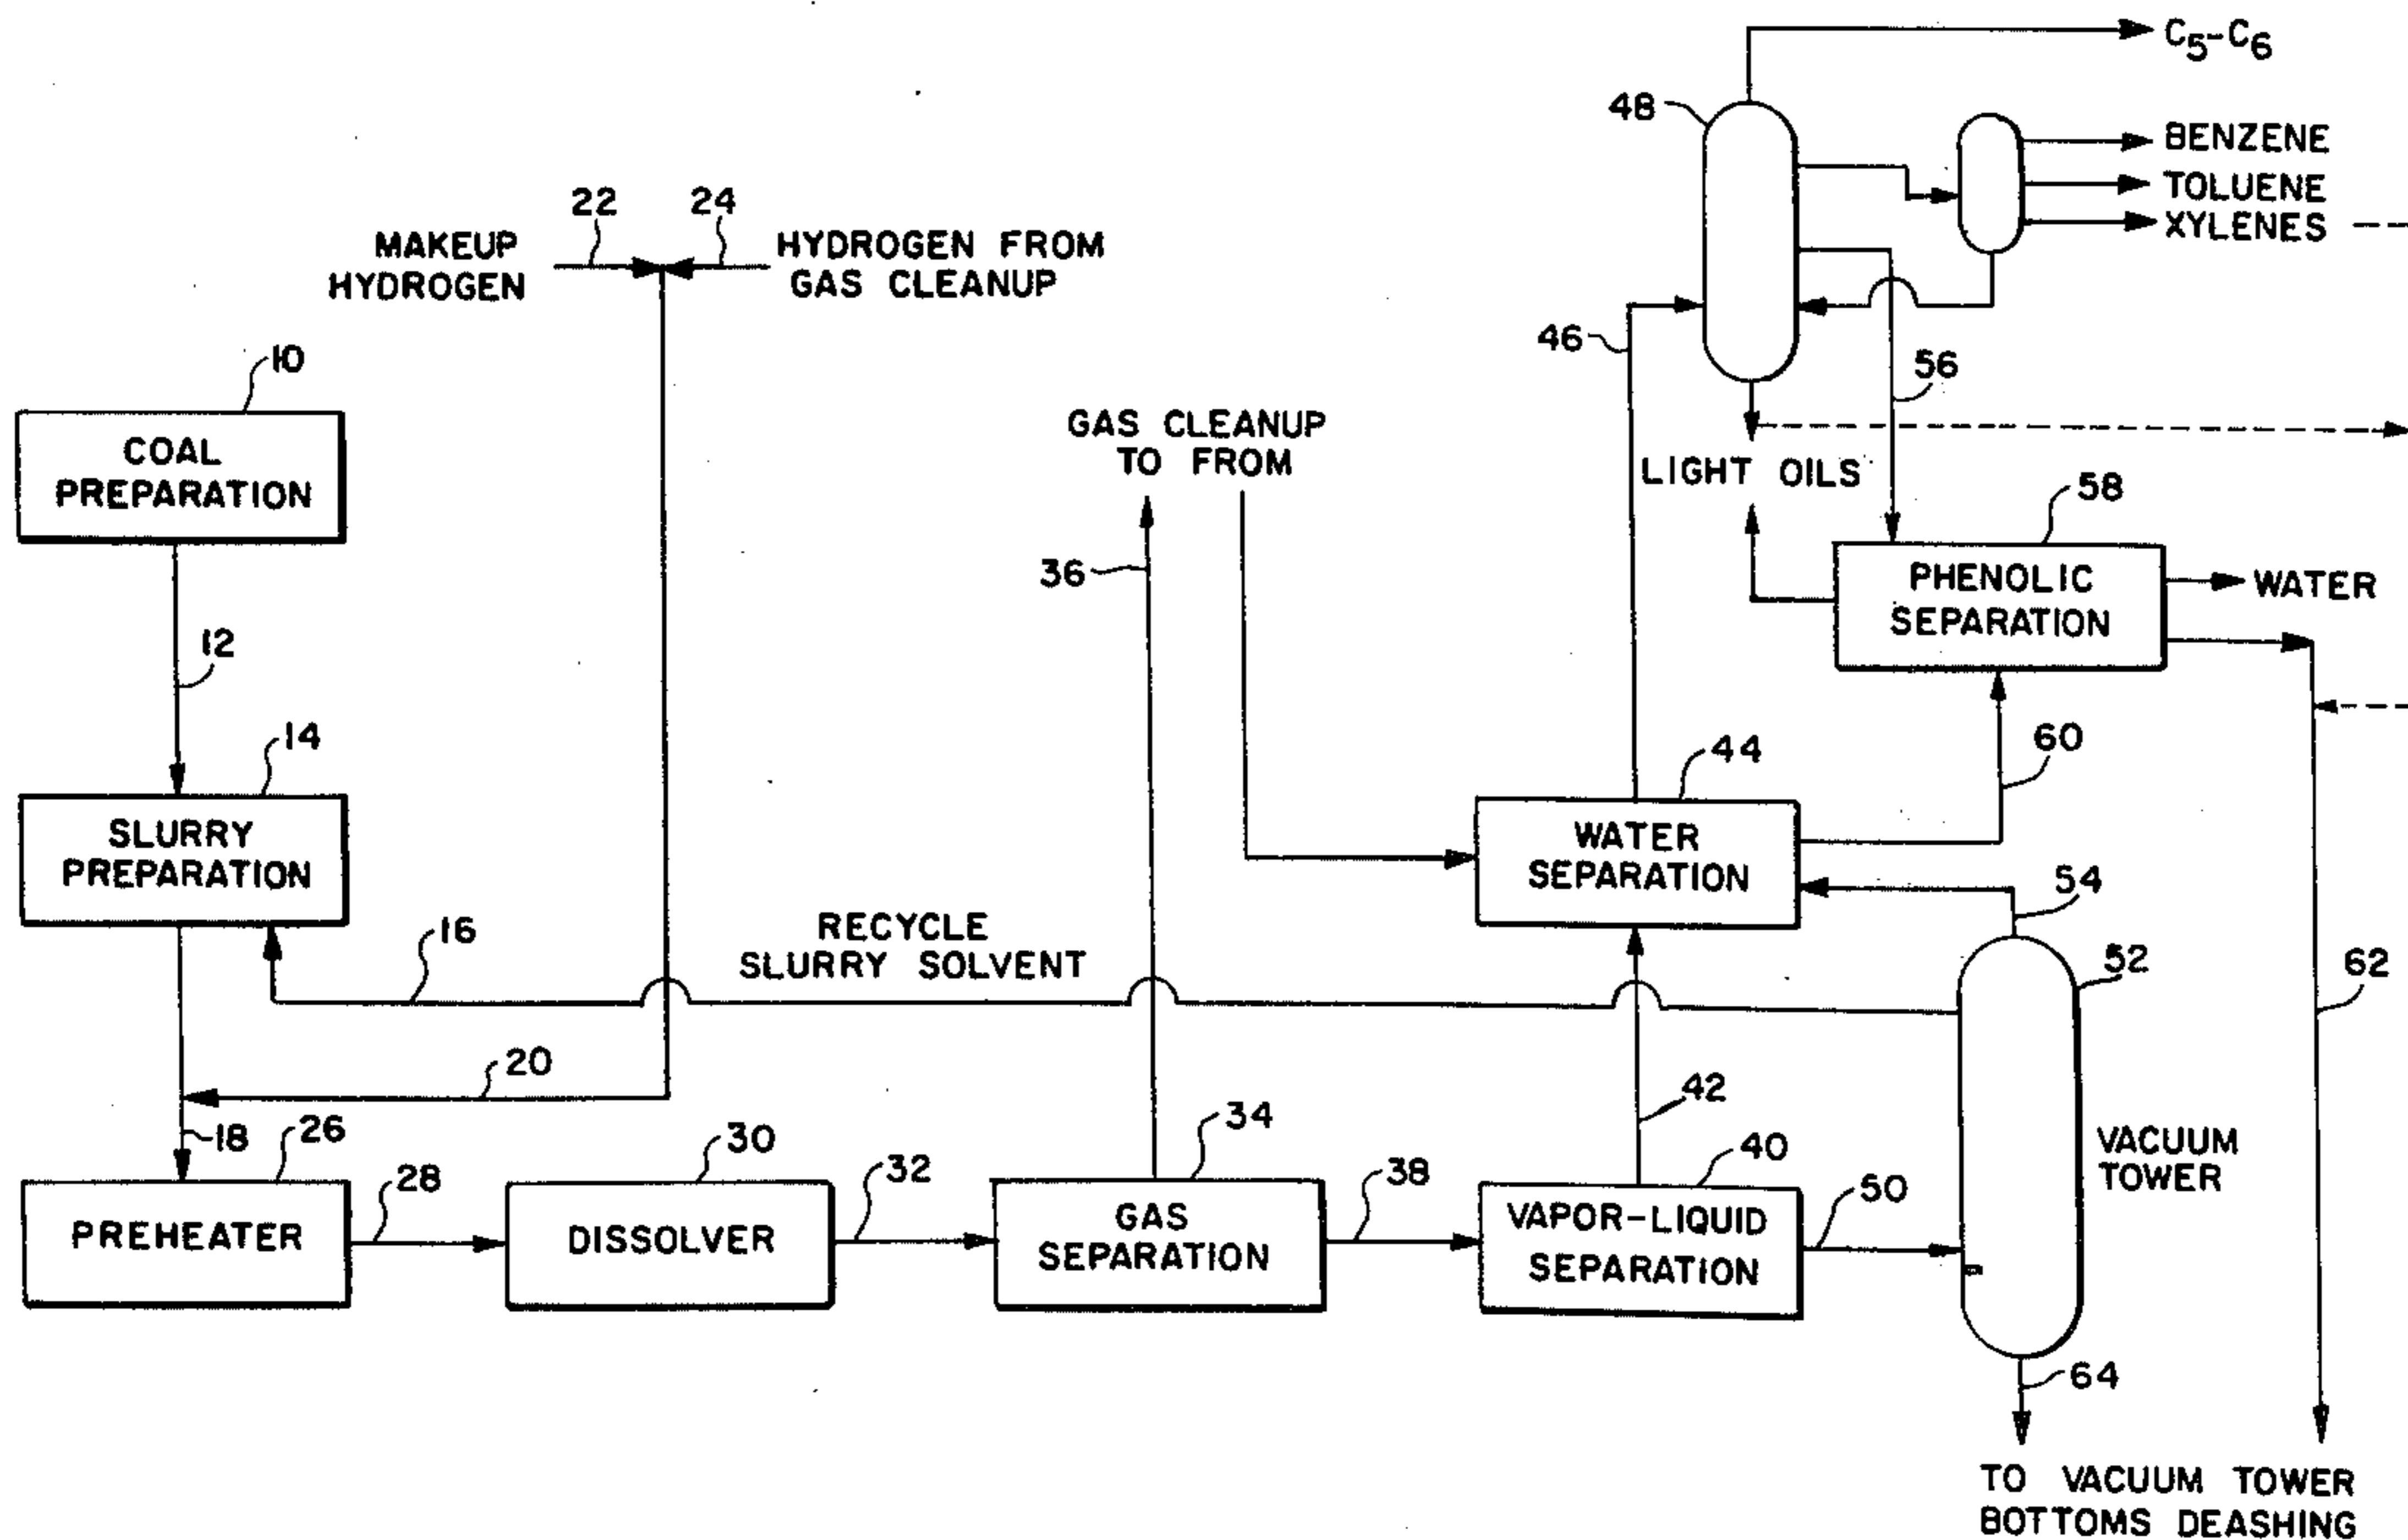 C5-C6
48
BENZENE
TOLUENE
XYLENES
22
24
MAKEUP
HYDROGEN
HYDROGEN FROM
GAS CLEANUP
46
56
10
COAL
PREPARATION
GAS CLEANUP
TO FROM
LIGHT OILS
58
PHENOLIC
SEPARATION
WATER
36
12
14
SLURRY
PREPARATION
44
WATER
SEPARATION
60
54
16
RECYCLE
SLURRY SOLVENT
52
62
20
18
26
PREHEATER
28
30
DISSOLVER
32
34
GAS
SEPARATION
38
42
40
VAPOR-LIQUID
SEPARATION
50
VACUUM
TOWER
64
TO VACUUM TOWER
BOTTOMS DEASHING